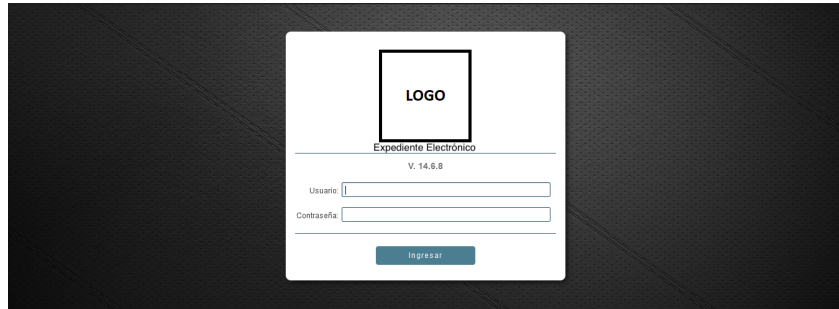 LOGO
Expediente Electrónico
V. 14.6.8
Usuario:
Contraseña:
Ingresar